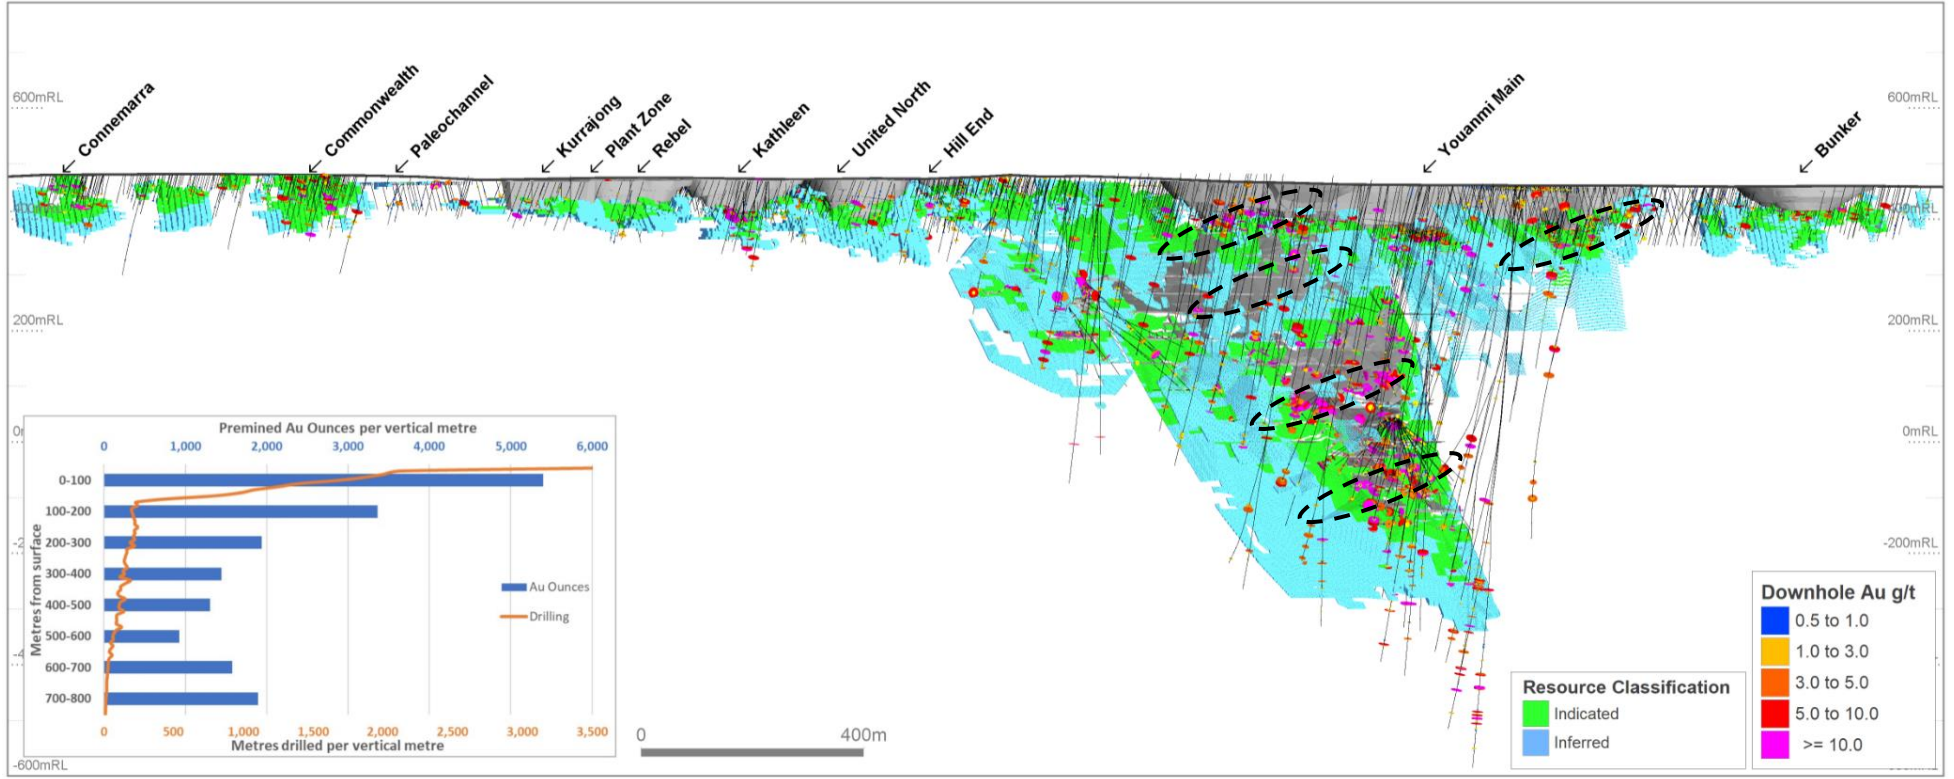 600mRL
600mRL
Connemarra
Commonwealth
Paleochannel
Kurrajong
Plant Zone
Rebel
Kathleen
United North
Hill End
Youanmi Main
Bunker
200mRL
200mRL
0mRL
-200mRL
-600mRL
Premined Au Ounces per vertical metre
0 1,000 2,000 3,000 4,000 5,000 6,000
Metres from surface
0-100
100-200
200-300
300-400
400-500
500-600
600-700
700-800
Au Ounces
Drilling
0 500 1,000 1,500 2,000 2,500 3,000 3,500
Metres drilled per vertical metre
0 400m
Resource Classification
Indicated
Inferred
Downhole Au g/t
0.5 to 1.0
1.0 to 3.0
3.0 to 5.0
5.0 to 10.0
>= 10.0